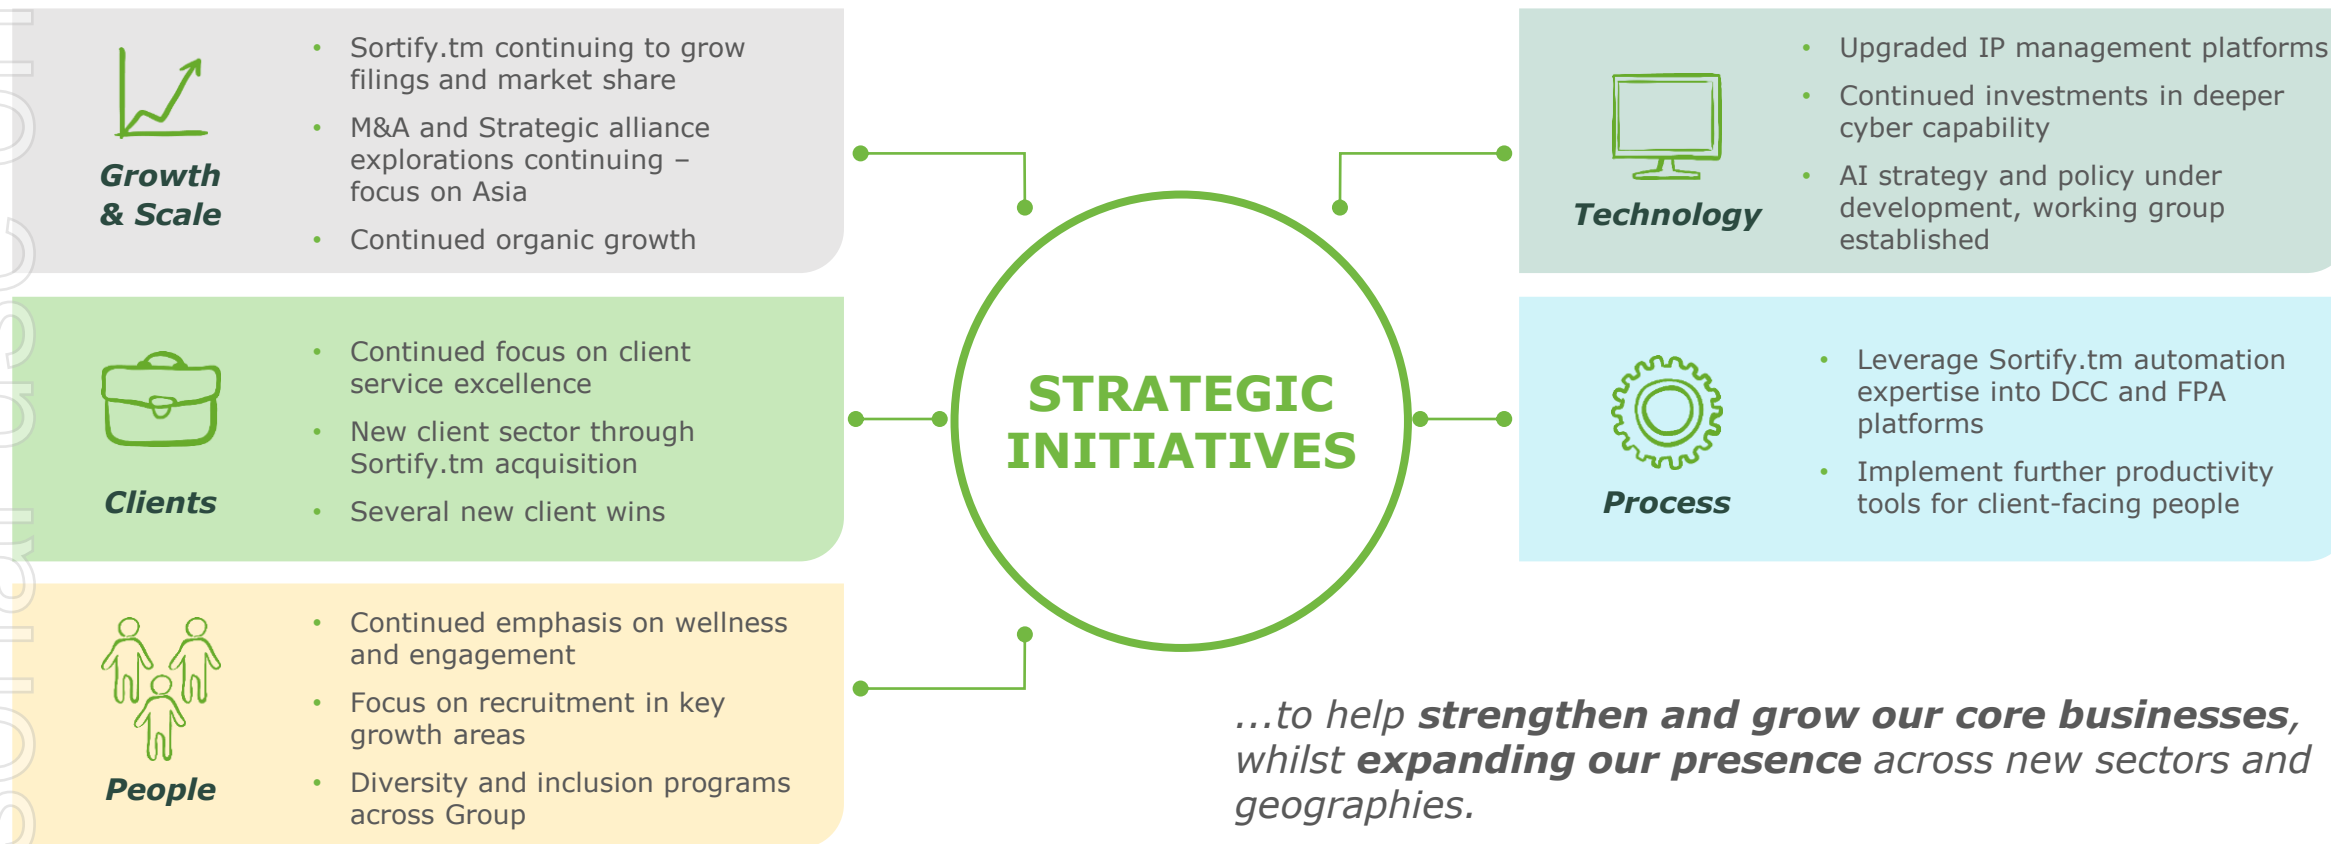 Growth
& Scale
• Sortify.tm continuing to grow
filings and market share
• M&A and Strategic alliance
explorations continuing –
focus on Asia
• Continued organic growth
Clients
• Continued focus on client
service excellence
• New client sector through
Sortify.tm acquisition
• Several new client wins
People
• Continued emphasis on wellness
and engagement
• Focus on recruitment in key
growth areas
• Diversity and inclusion programs
across Group
STRATEGIC
INITIATIVES
Technology
• Upgraded IP management platforms
• Continued investments in deeper
cyber capability
• AI strategy and policy under
development, working group
established
Process
• Leverage Sortify.tm automation
expertise into DCC and FPA
platforms
• Implement further productivity
tools for client-facing people
...to help strengthen and grow our core businesses,
whilst expanding our presence across new sectors and
geographies.